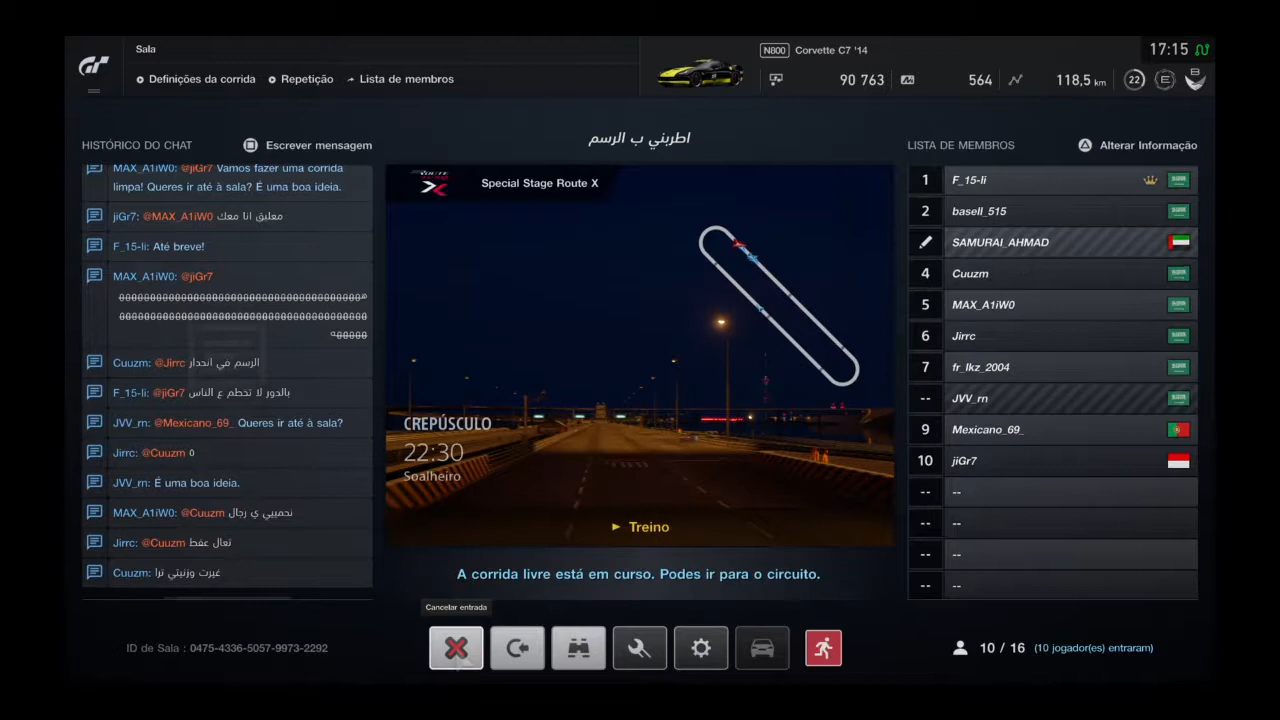 Sala
Definições da corrida
Repetição
Lista de membros
N800 Corvette C7 '14
90 763
564
118,5 km
22
E
B
17:15
HISTÓRICO DO CHAT
Escrever mensagem
MAX_A1iW0: @jiGr7 Vamos fazer uma corrida
limpa! Queres ir até à sala? É uma boa ideia.
jiGr7: @MAX_A1iW0 معليق انا معك
F_15-li: Até breve!
MAX_A1iW0: @jiGr7
Cuuzm: @Jirrc الرسم في انحدار
F_15-li: @jiGr7 بالدور لا تحطم ع الناس
JVV_rn: @Mexicano_69_ Queres ir até à sala?
Jirrc: @Cuuzm 0
JVV_rn: É uma boa ideia.
MAX_A1iW0: @Cuuzm نحميبي ي رجال
Jirrc: @Cuuzm تعال عفط
Cuuzm: غيرت وزنيتي ترا
ID de Sala : 0475-4336-5057-9973-2292
اطربني ب الرسم
Special Stage Route X
CREPÚSCULO
22:30
Soalheiro
Treino
A corrida livre está em curso. Podes ir para o circuito.
Cancelar entrada
LISTA DE MEMBROS
Alterar Informação
1 F_15-li
2 basell_515
SAMURAI_AHMAD
4 Cuuzm
5 MAX_A1iW0
6 Jirrc
7 fr_lkz_2004
-- JVV_rn
9 Mexicano_69_
10 jiGr7
-- --
-- --
-- --
-- --
10 / 16 (10 jogador(es) entraram)